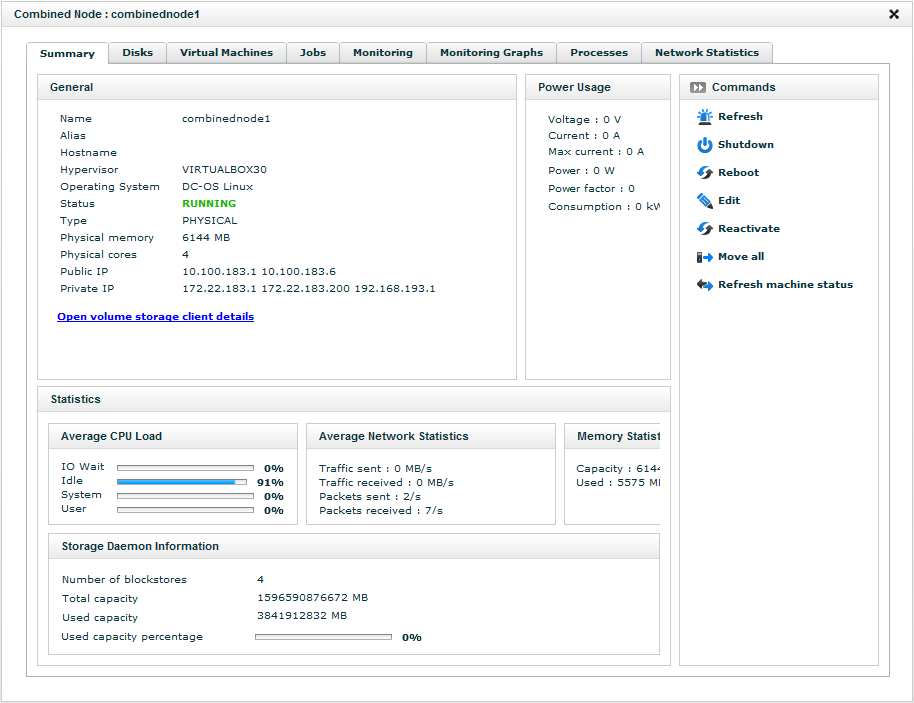 Combined Node : combinednode1
Summary Disks Virtual Machines Jobs Monitoring Monitoring Graphs Processes Network Statistics
General
Name combinednode1
Alias
Hostname
Hypervisor VIRTUALBOX30
Operating System DC-OS Linux
Status RUNNING
Type PHYSICAL
Physical memory 6144 MB
Physical cores 4
Public IP 10.100.183.1 10.100.183.6
Private IP 172.22.183.1 172.22.183.200 192.168.193.1
Open volume storage client details
Power Usage
Voltage : 0 V
Current : 0 A
Max current : 0 A
Power : 0 W
Power factor : 0
Consumption : 0 kW
Commands
Refresh
Shutdown
Reboot
Edit
Reactivate
Move all
Refresh machine status
Statistics
Average CPU Load
IO Wait 0%
Idle 91%
System 0%
User 0%
Average Network Statistics
Traffic sent : 0 MB/s
Traffic received : 0 MB/s
Packets sent : 2/s
Packets received : 7/s
Memory Statist
Capacity : 6144
Used : 5575 M
Storage Daemon Information
Number of blockstores 4
Total capacity 1596590876672 MB
Used capacity 3841912832 MB
Used capacity percentage 0%